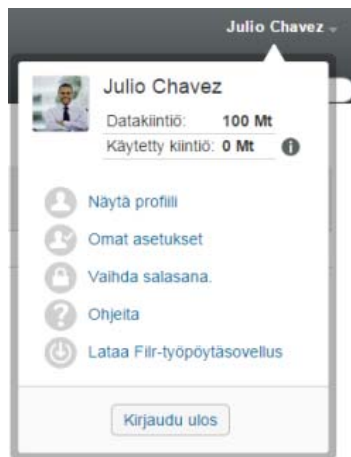 Julio Chavez
Julio Chavez
Datakiintiö: 100 Mt
Käytetty kiintiö: 0 Mt
Näytä profiili
Omat asetukset
Vaihda salasana.
Ohjeita
Lataa Filr-työpöytäsovellus
Kirjaudu ulos